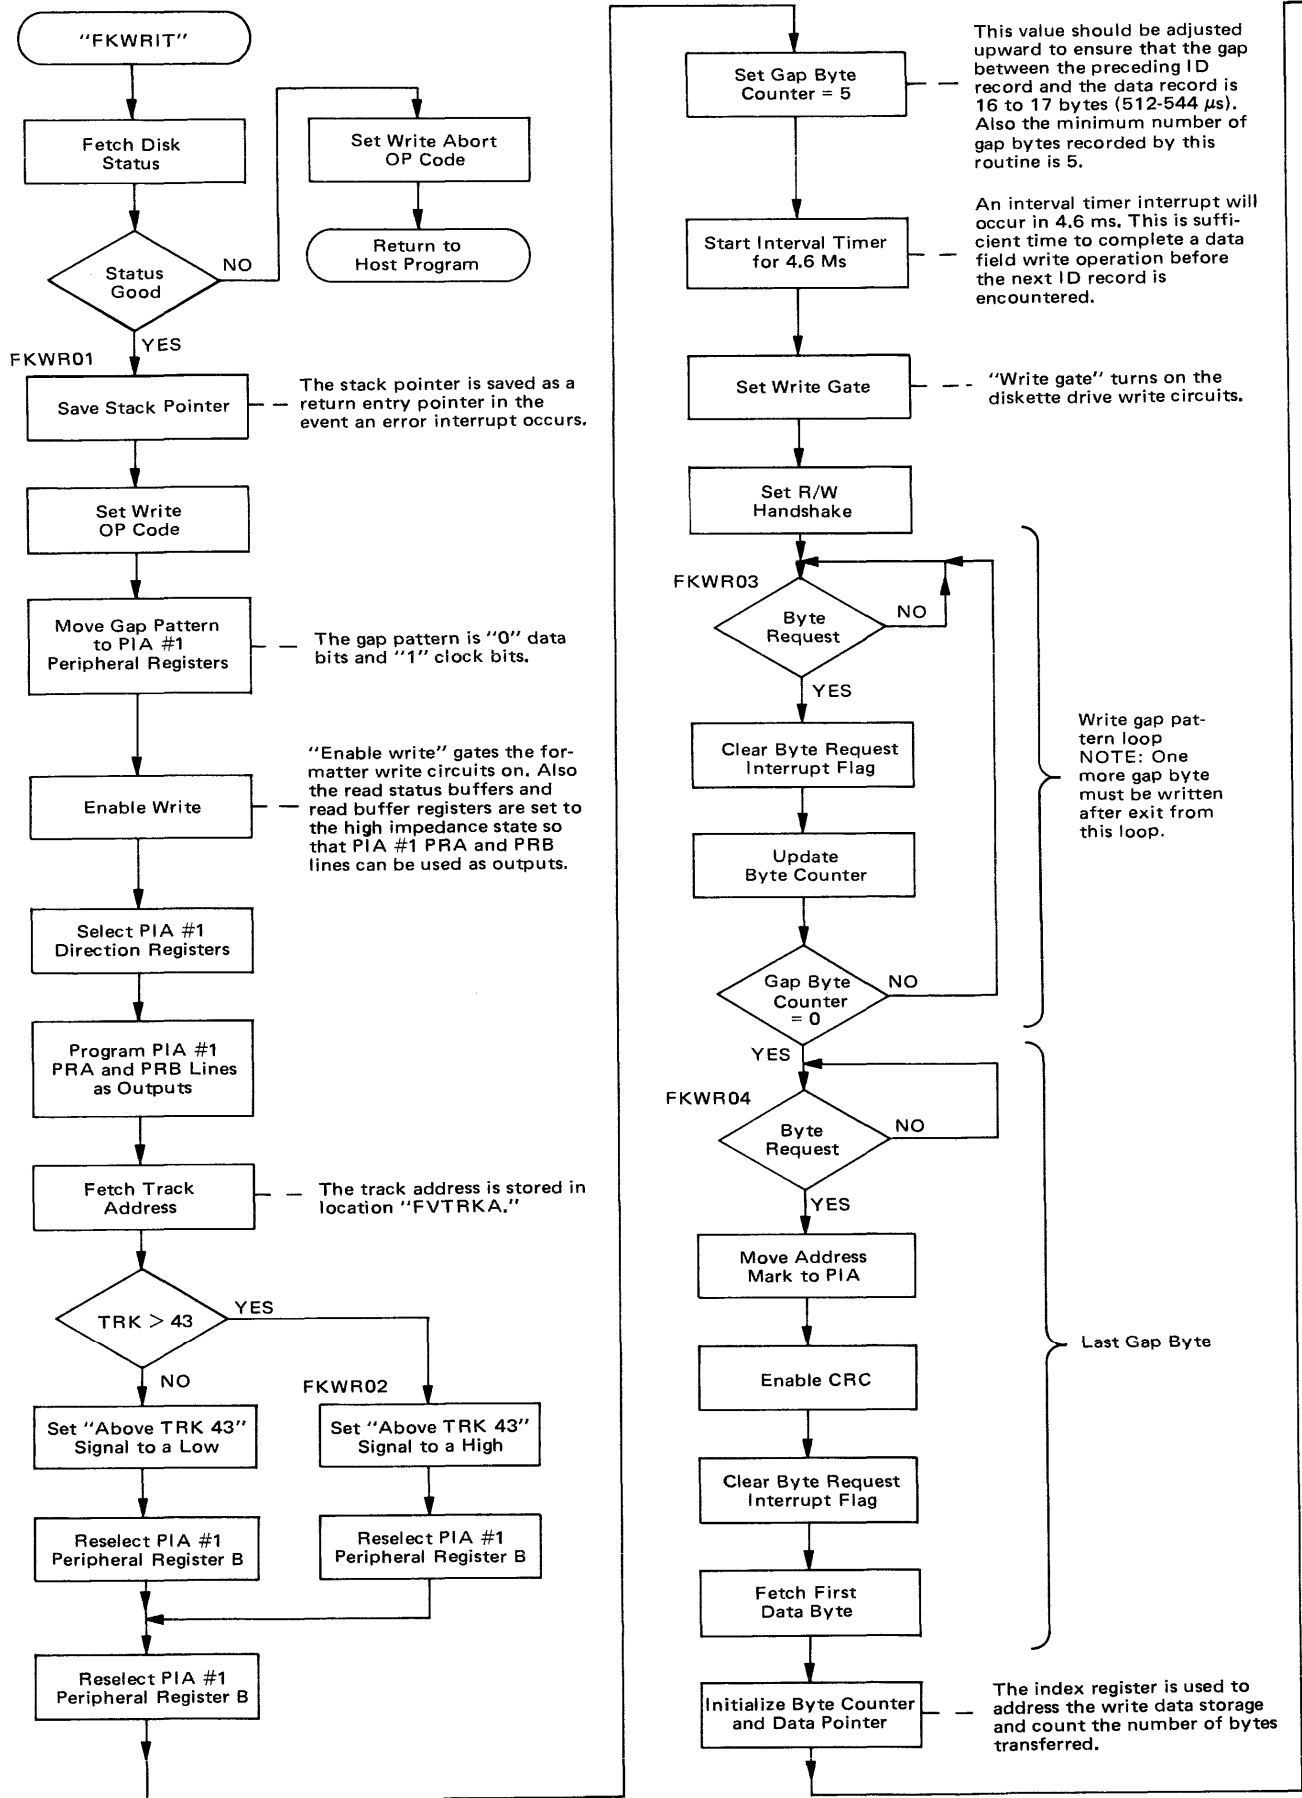 "FKWRIT"
Fetch Disk
Status
Status
Good
NO
Set Write Abort
OP Code
Return to
Host Program
YES
FKWR01
Save Stack Pointer
The stack pointer is saved as a
return entry pointer in the
event an error interrupt occurs.
Set Write
OP Code
Move Gap Pattern
to PIA #1
Peripheral Registers
The gap pattern is "0" data
bits and "1" clock bits.
Enable Write
"Enable write" gates the for-
matter write circuits on. Also
the read status buffers and
read buffer registers are set to
the high impedance state so
that PIA #1 PRA and PRB
lines can be used as outputs.
Select PIA #1
Direction Registers
Program PIA #1
PRA and PRB Lines
as Outputs
Fetch Track
Address
The track address is stored in
location "FVTRKA."
TRK > 43
YES
NO
FKWR02
Set "Above TRK 43"
Signal to a Low
Set "Above TRK 43"
Signal to a High
Reselect PIA #1
Peripheral Register B
Reselect PIA #1
Peripheral Register B
Reselect PIA #1
Peripheral Register B
Set Gap Byte
Counter = 5
This value should be adjusted
upward to ensure that the gap
between the preceding ID
record and the data record is
16 to 17 bytes (512-544 μs).
Also the minimum number of
gap bytes recorded by this
routine is 5.
Start Interval Timer
for 4.6 Ms
An interval timer interrupt will
occur in 4.6 ms. This is suffi-
cient time to complete a data
field write operation before
the next ID record is
encountered.
Set Write Gate
"Write gate" turns on the
diskette drive write circuits.
Set R/W
Handshake
FKWR03
Byte
Request
NO
YES
Clear Byte Request
Interrupt Flag
Update
Byte Counter
Gap Byte
Counter
= 0
NO
YES
Write gap pat-
tern loop
NOTE: One
more gap byte
must be written
after exit from
this loop.
FKWR04
Byte
Request
NO
YES
Move Address
Mark to PIA
Enable CRC
Clear Byte Request
Interrupt Flag
Fetch First
Data Byte
Last Gap Byte
Initialize Byte Counter
and Data Pointer
The index register is used to
address the write data storage
and count the number of bytes
transferred.